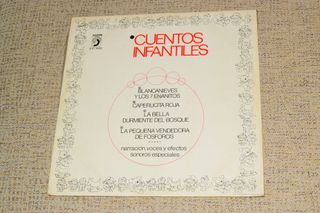 CUENTOS
INFANTILES
BLANCANIEVES
Y LOS 7 ENANITOS
CAPERUCITA ROJA
LA BELLA
DURMIENTE DEL BOSQUE
LA PEQUEÑA VENDEDORA
DE FOSFOROS
narración, voces y efectos
sonoros especiales